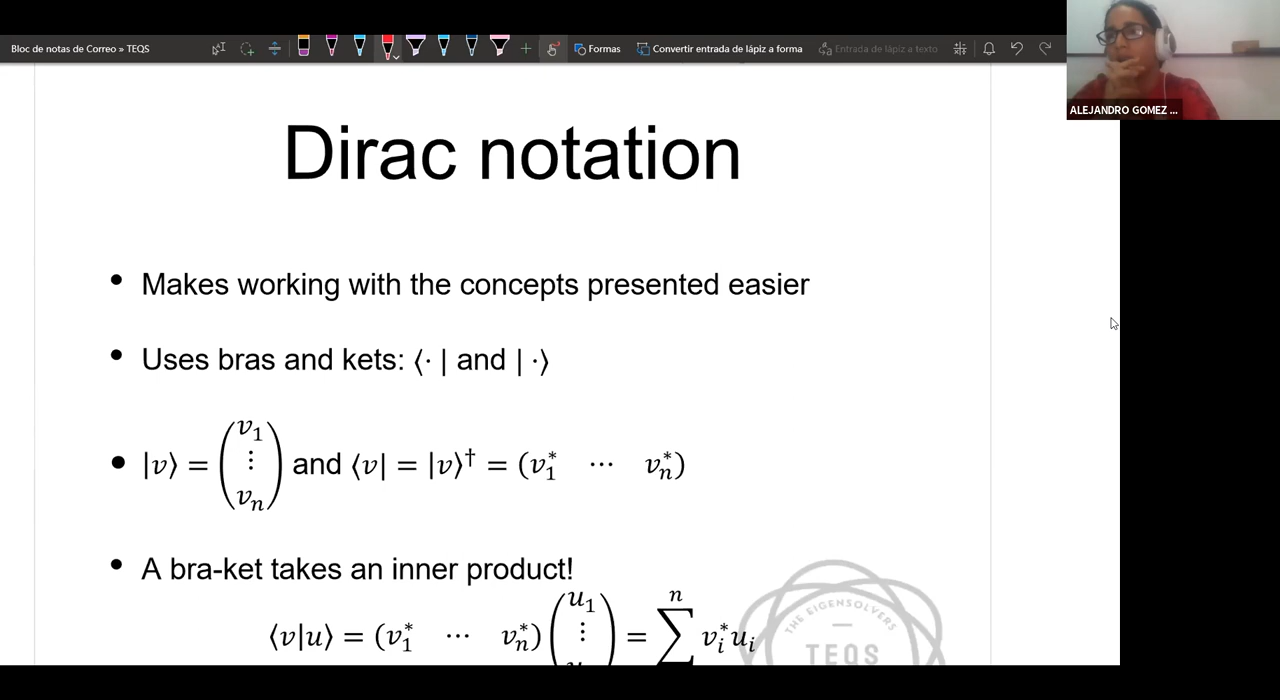 Bloc de notas de Correo » TEQS
Formas
Convertir entrada de lápiz a forma
Entrada de lápiz a texto
ALEJANDRO GOMEZ ...
Dirac notation
• Makes working with the concepts presented easier
• Uses bras and kets: ⟨· | and | ·⟩
• |v⟩ = (v₁ ⋮ vₙ) and ⟨v| = |v⟩† = (v₁* ⋯ vₙ*)
• A bra-ket takes an inner product!
⟨v|u⟩ = (v₁* ⋯ vₙ*) (u₁ ⋮ = ∑ⁿ vᵢ*uᵢ
THE EIGENSOLVERS
TEQS